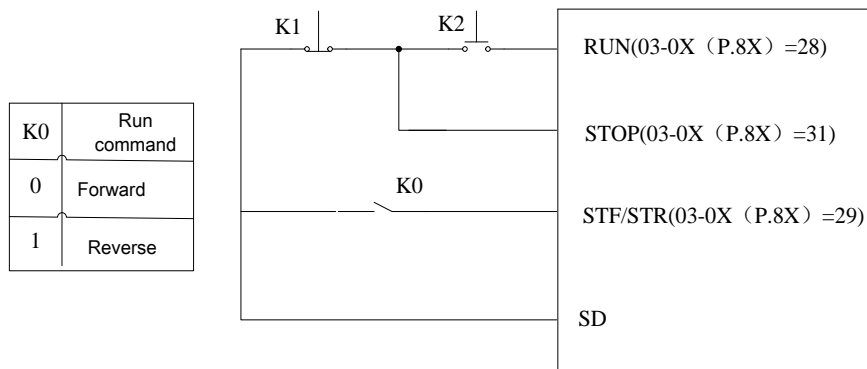 K1
K2
RUN(03-0X（P.8X）=28)
STOP(03-0X（P.8X）=31)
K0
STF/STR(03-0X（P.8X）=29)
SD
K0 Run command
0 Forward
1 Reverse